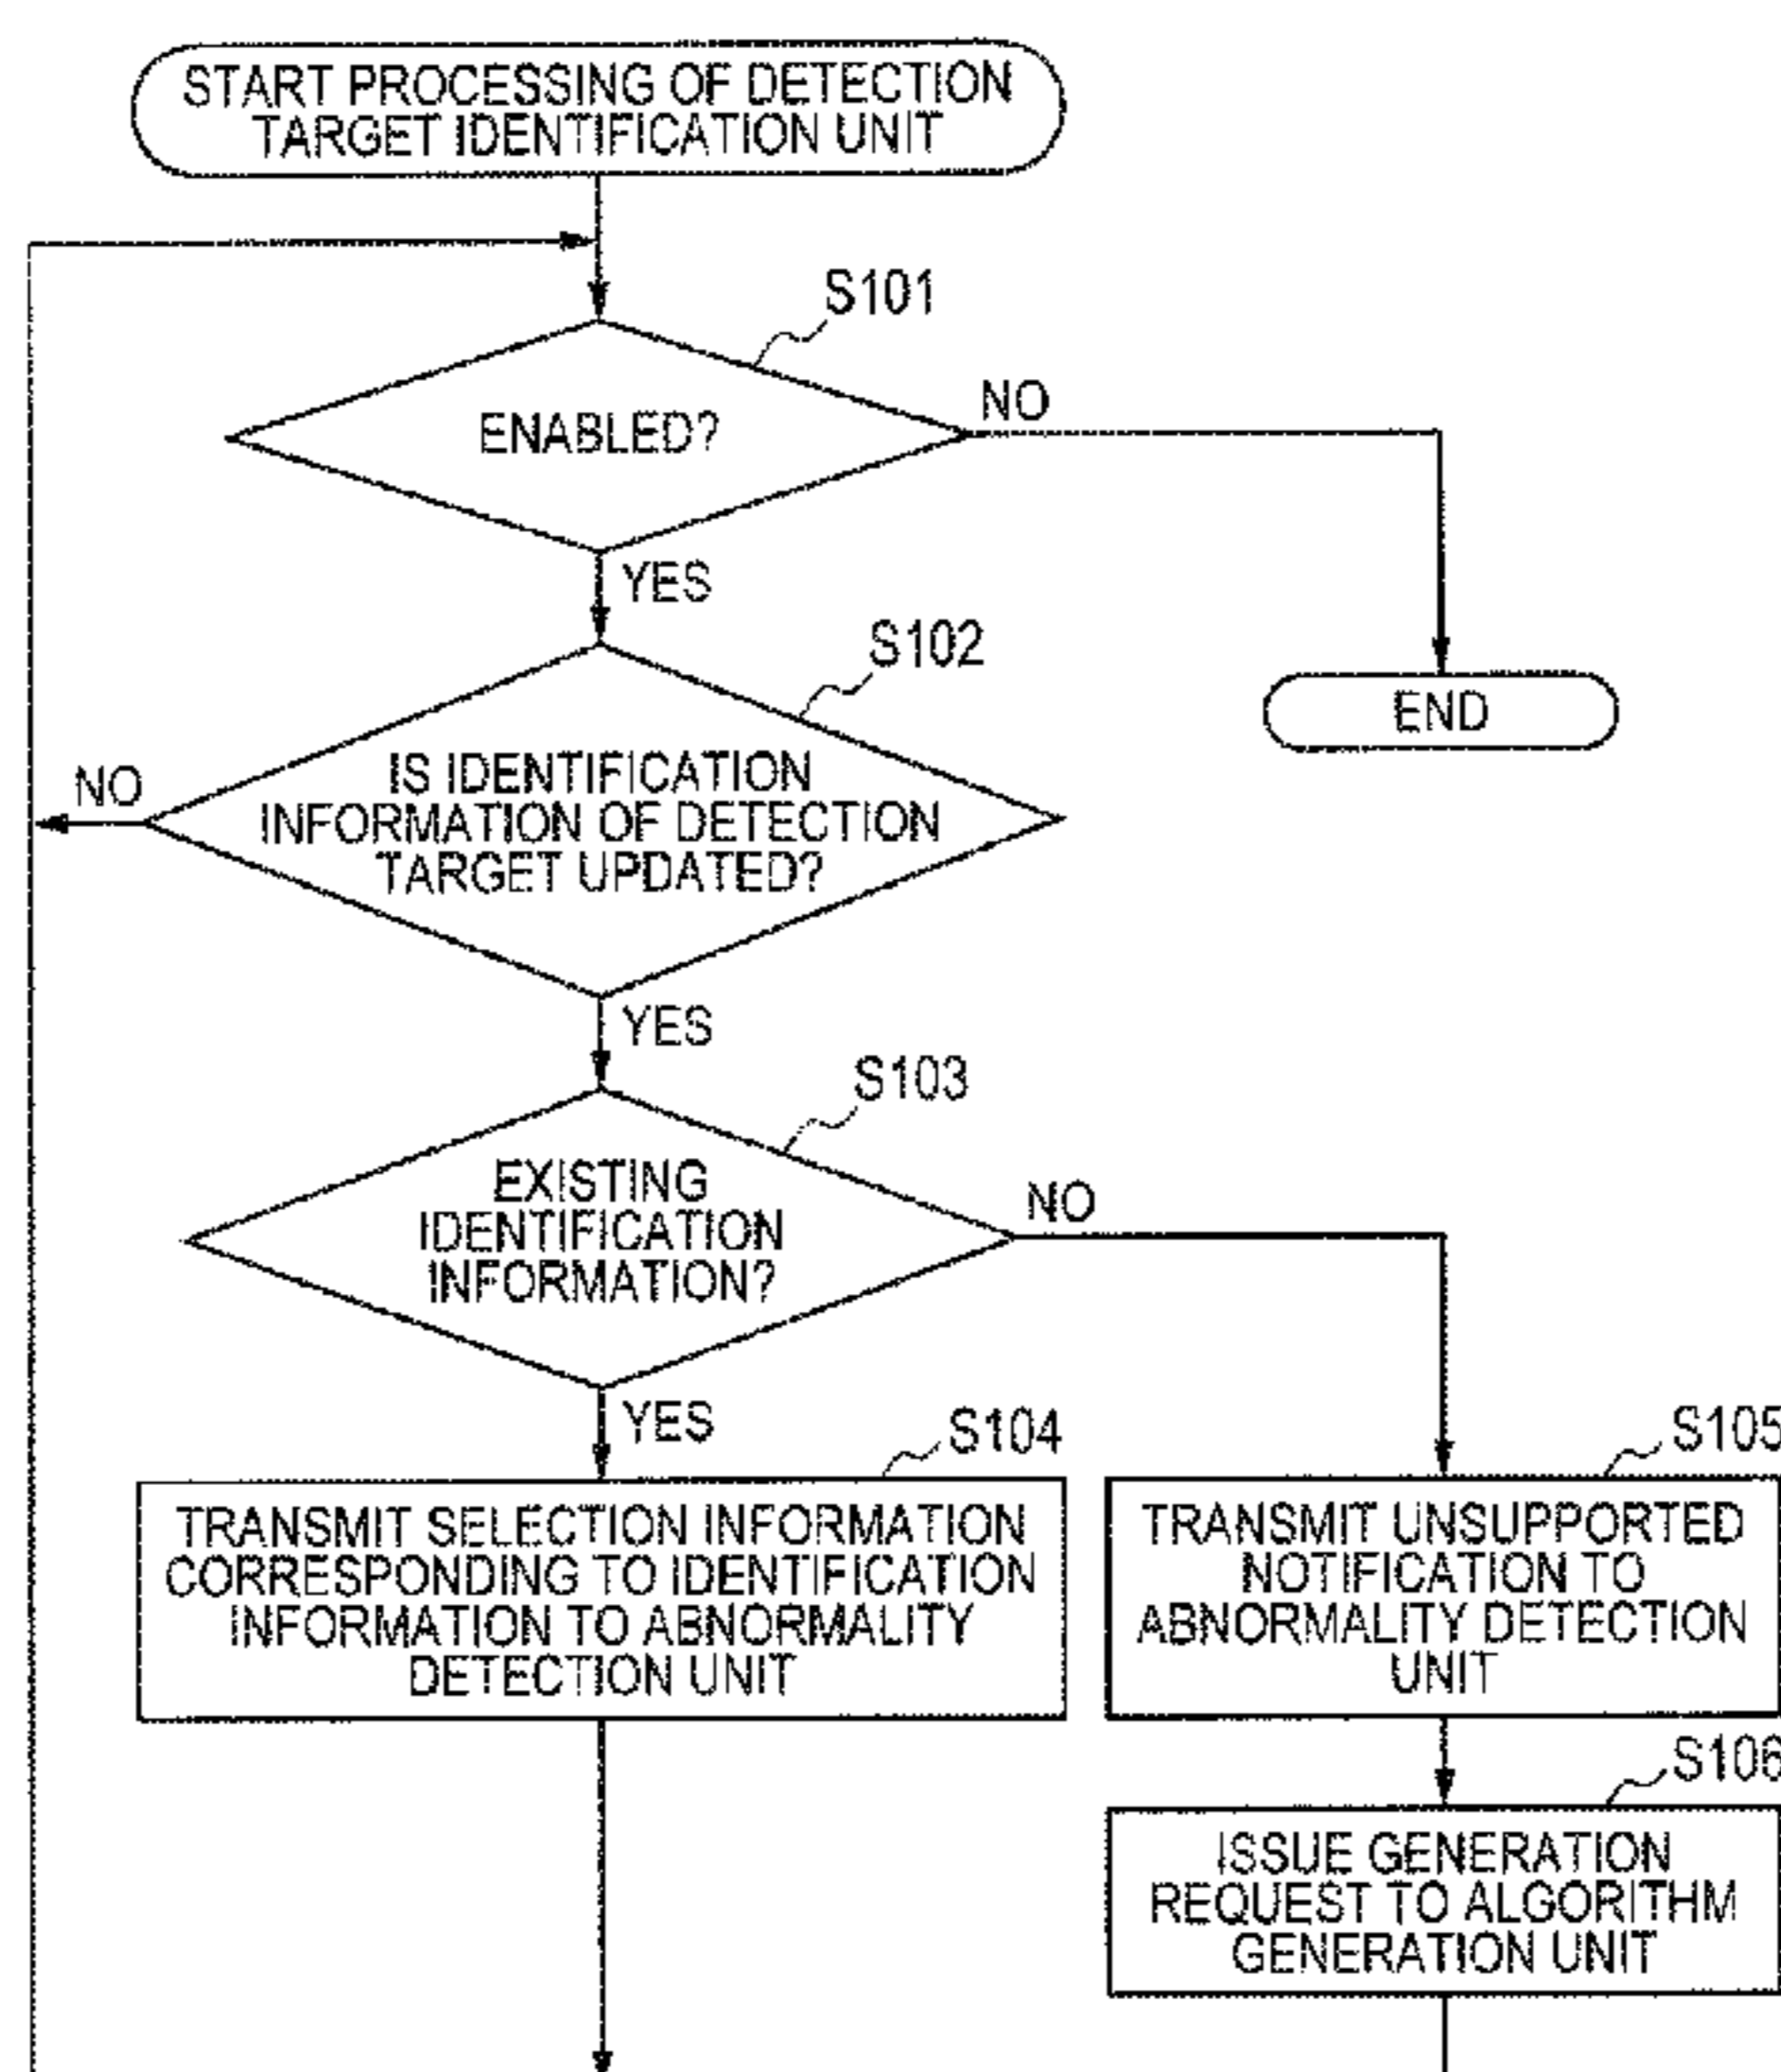 START PROCESSING OF DETECTION
TARGET IDENTIFICATION UNIT
S101
ENABLED?
NO
YES
END
S102
IS IDENTIFICATION
INFORMATION OF DETECTION
TARGET UPDATED?
NO
YES
S103
EXISTING
IDENTIFICATION
INFORMATION?
NO
YES
S104
TRANSMIT SELECTION INFORMATION
CORRESPONDING TO IDENTIFICATION
INFORMATION TO ABNORMALITY
DETECTION UNIT
S105
TRANSMIT UNSUPPORTED
NOTIFICATION TO
ABNORMALITY DETECTION
UNIT
S106
ISSUE GENERATION
REQUEST TO ALGORITHM
GENERATION UNIT